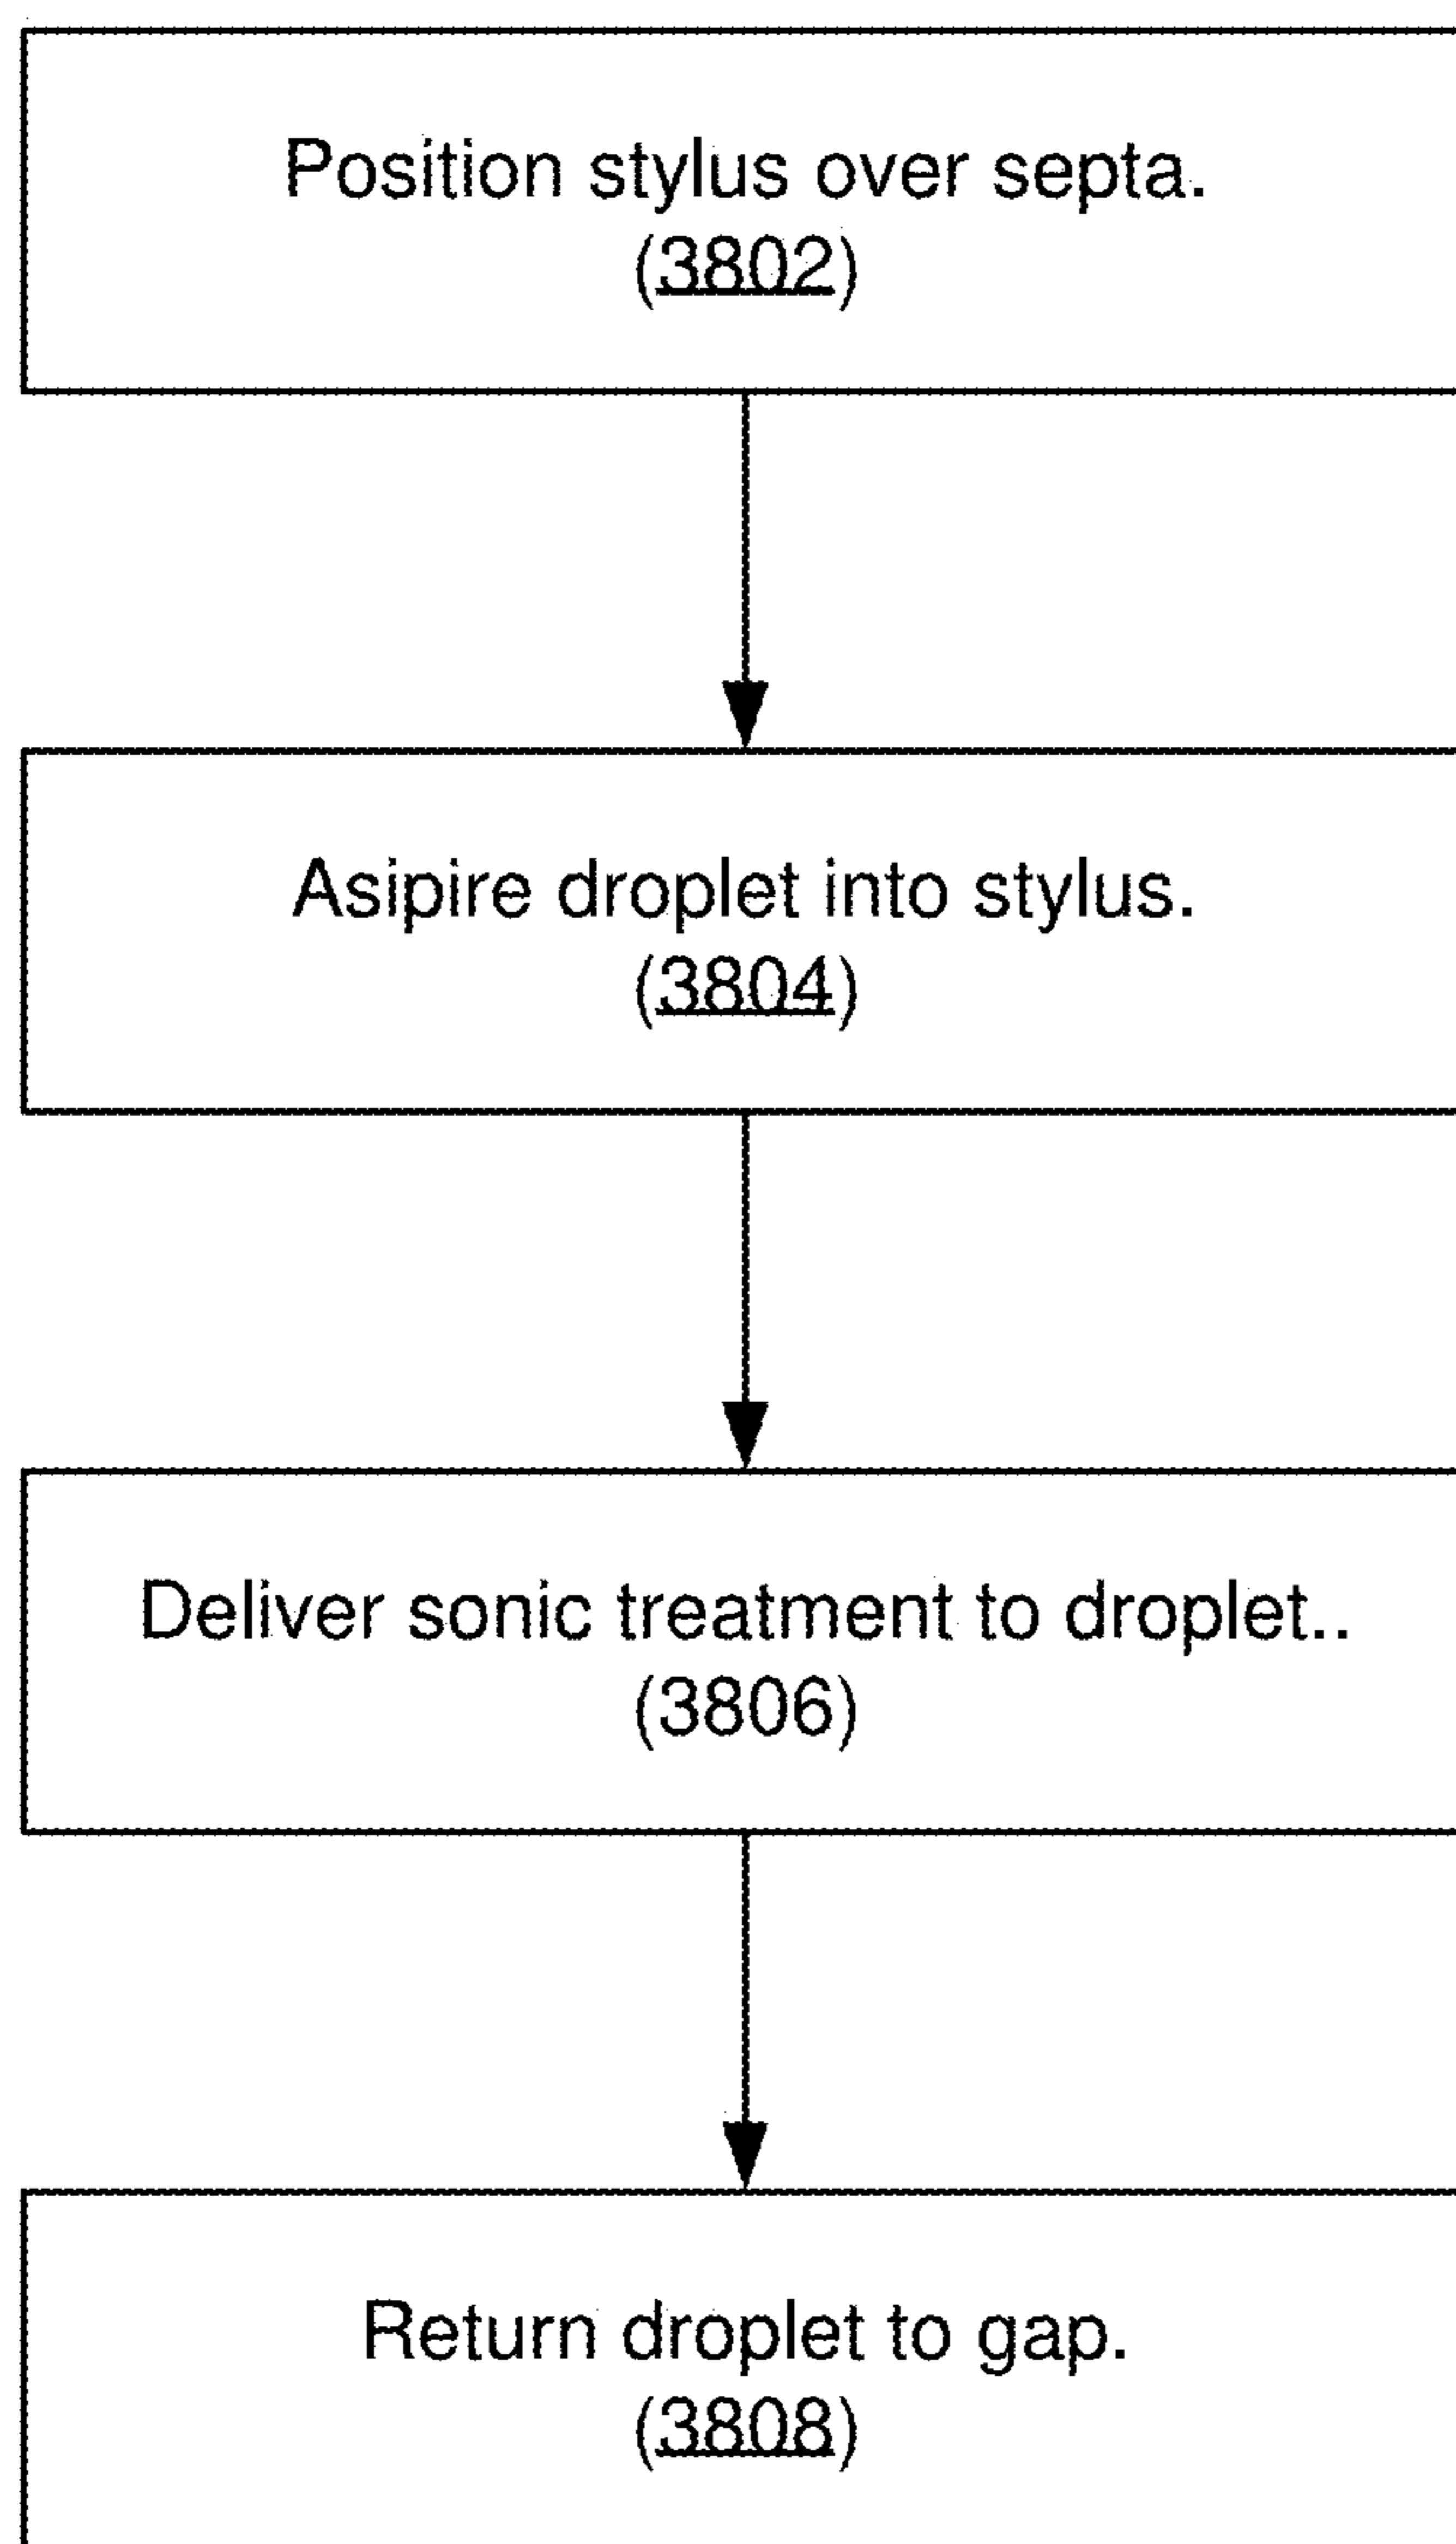 Position stylus over septa.
(3802)
Asipire droplet into stylus.
(3804)
Deliver sonic treatment to droplet..
(3806)
Return droplet to gap.
(3808)